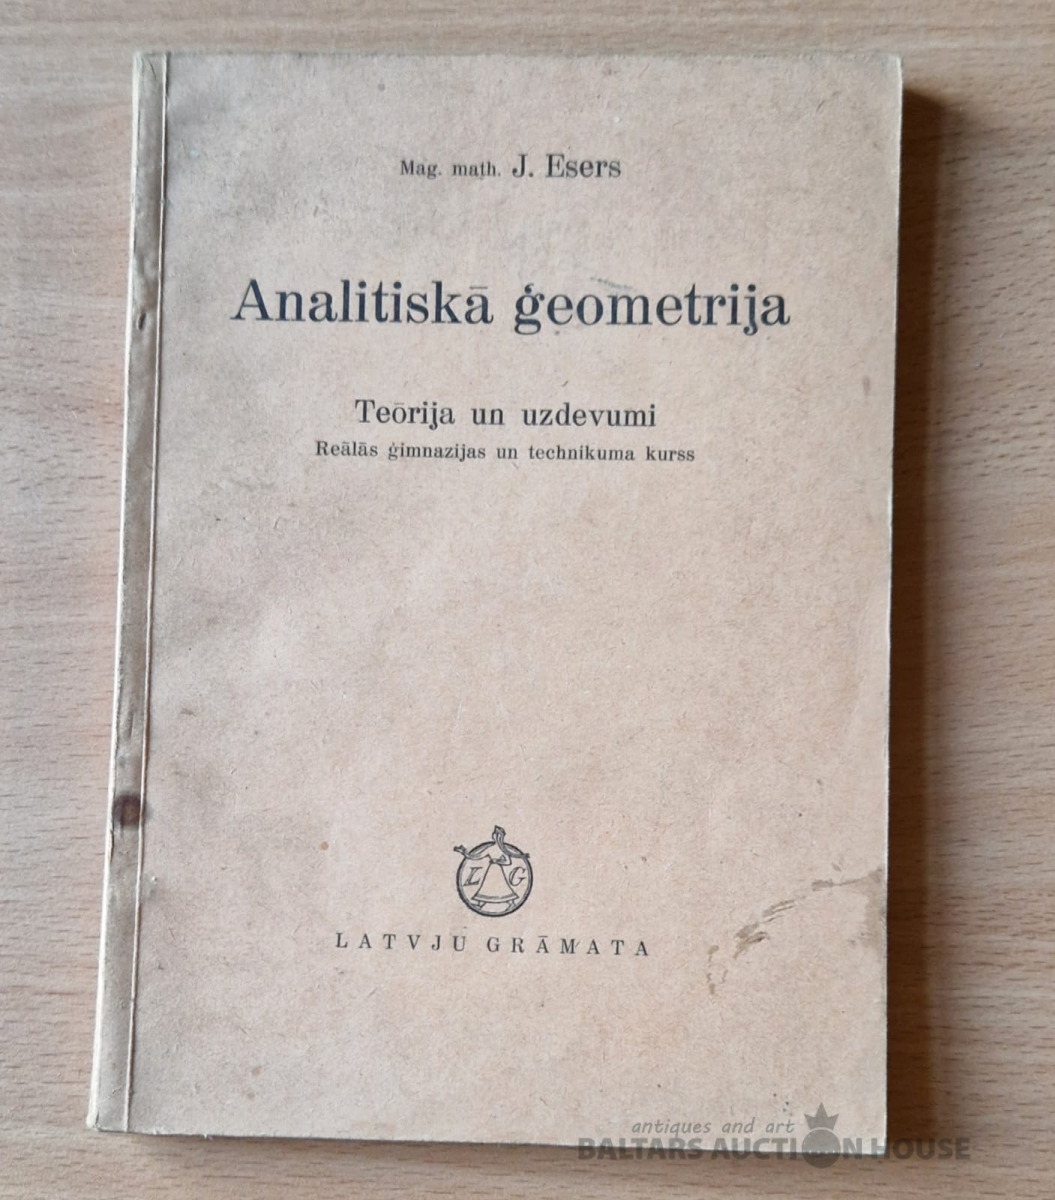 Mag. math. J. Esers
Analitiskā ģeometrija
Teōrija un uzdevumi
Reālās ģimnazijas un technikuma kurss
L G
LATVJU GRĀMATA
antiques and art
BALTARS AUCTION HOUSE